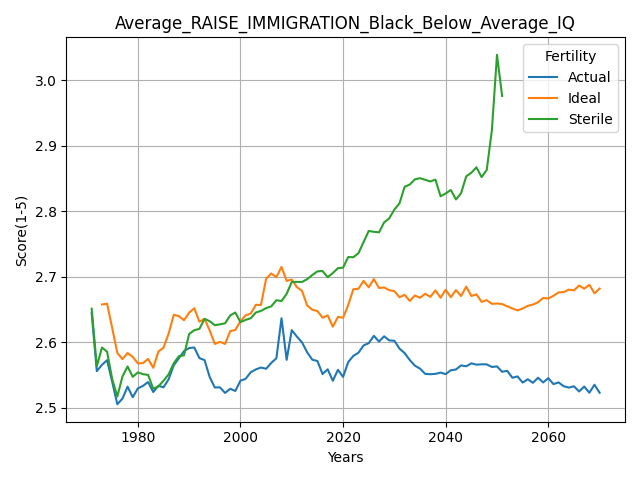 Average_RAISE_IMMIGRATION_Black_Below_Average_IQ
Fertility
Actual
Ideal
Sterile
Score(1-5)
3.0
2.9
2.8
2.7
2.6
2.5
1980
2000
2020
2040
2060
Years